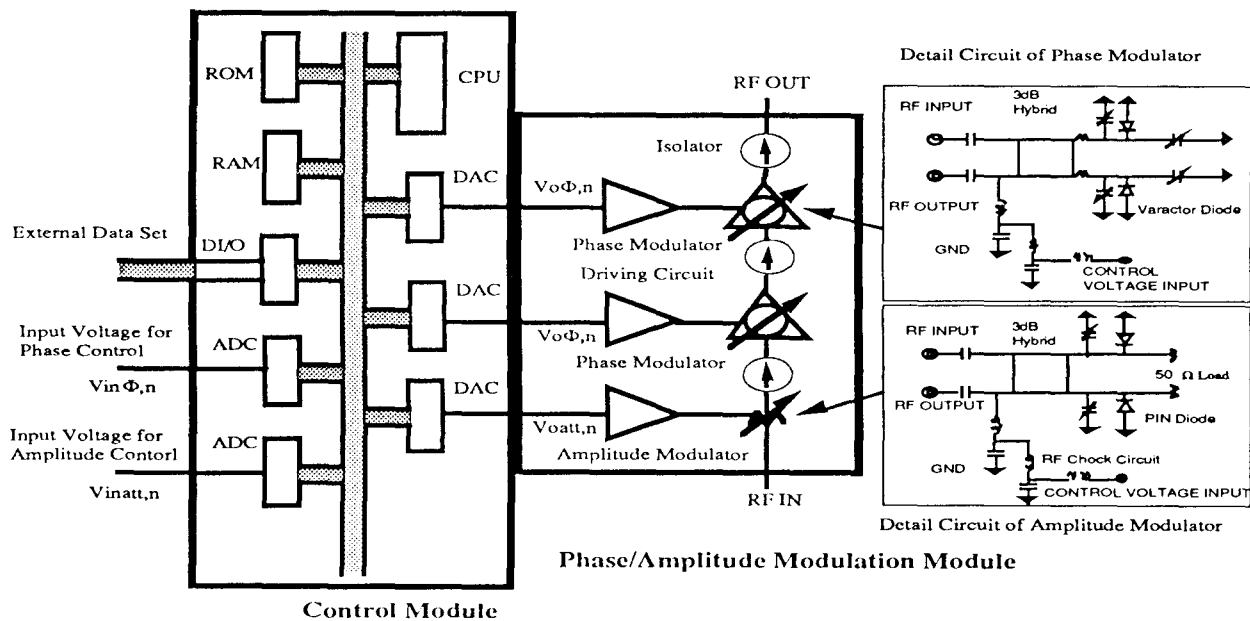 ROM
CPU
RAM
DAC
External Data Set
DI/O
DAC
Input Voltage for
Phase Control
ADC
VinΦ,n
DAC
Input Voltage for
Amplitude Contorl
ADC
Vinatt,n
Control Module
RF OUT
Isolator
VoΦ,n
Phase Modulator
Driving Circuit
VoΦ,n
Phase Modulator
Voatt,n
Amplitude Modulator
RF IN
Phase/Amplitude Modulation Module
Detail Circuit of Phase Modulator
RF INPUT
3dB
Hybrid
RF OUTPUT
Varactor Diode
GND
CONTROL
VOLTAGE INPUT
RF INPUT
3dB
Hybrid
50 Ω Load
RF OUTPUT
PIN Diode
GND
RF Chock Circuit
CONTROL VOLTAGE INPUT
Detail Circuit of Amplitude Modulator